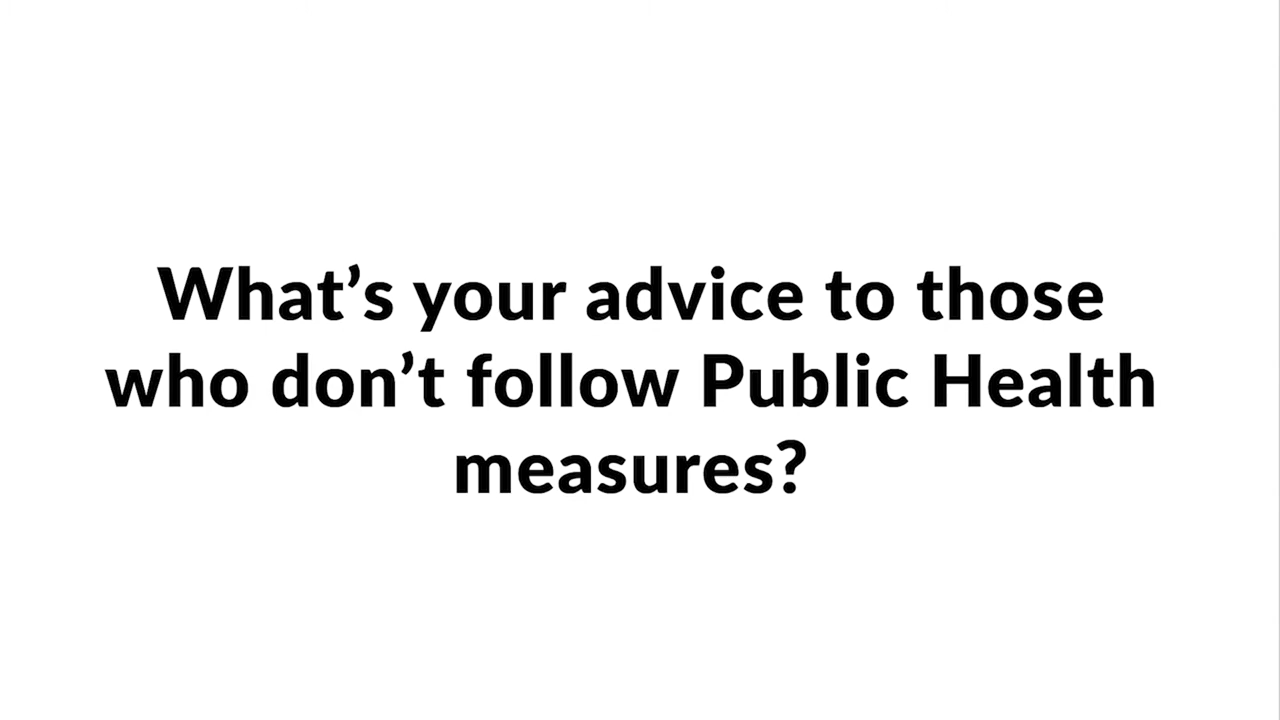 What’s your advice to those
who don’t follow Public Health
measures?